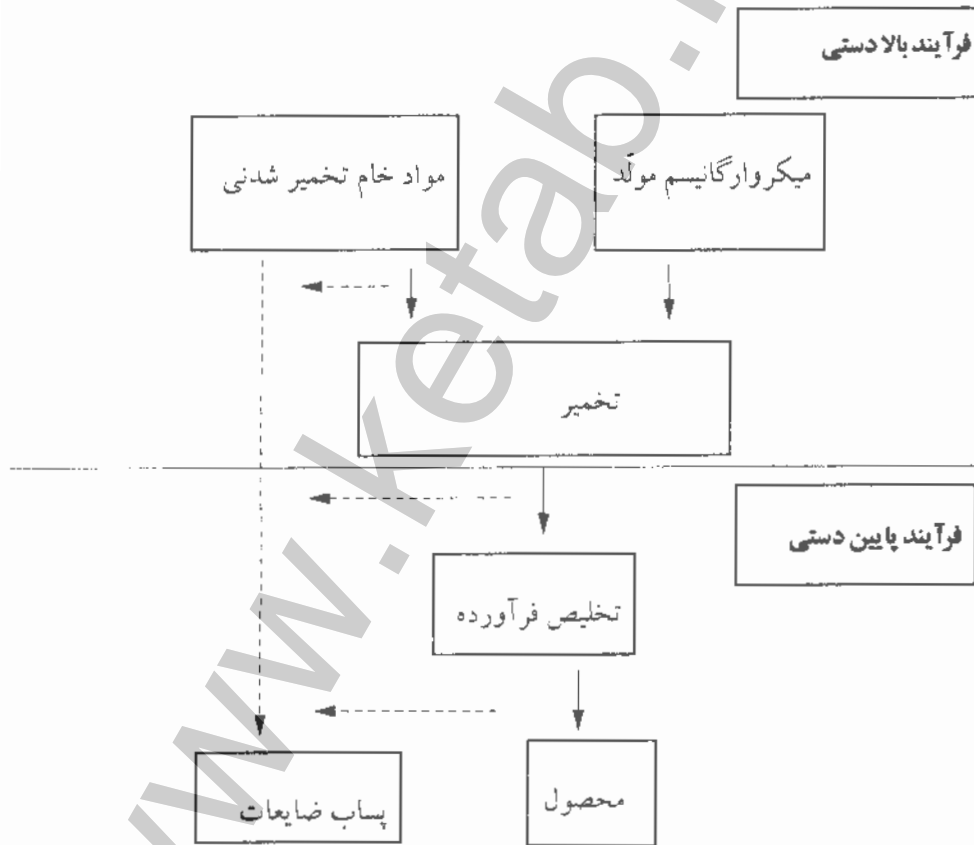 فرآیند بالا دستی
میکروارگانیسم مولّد
مواد خام تخمیر شدنی
تخمیر
فرآیند پایین دستی
تخلیص فرآورده
محصول
پساب ضایعات
www.ketab.